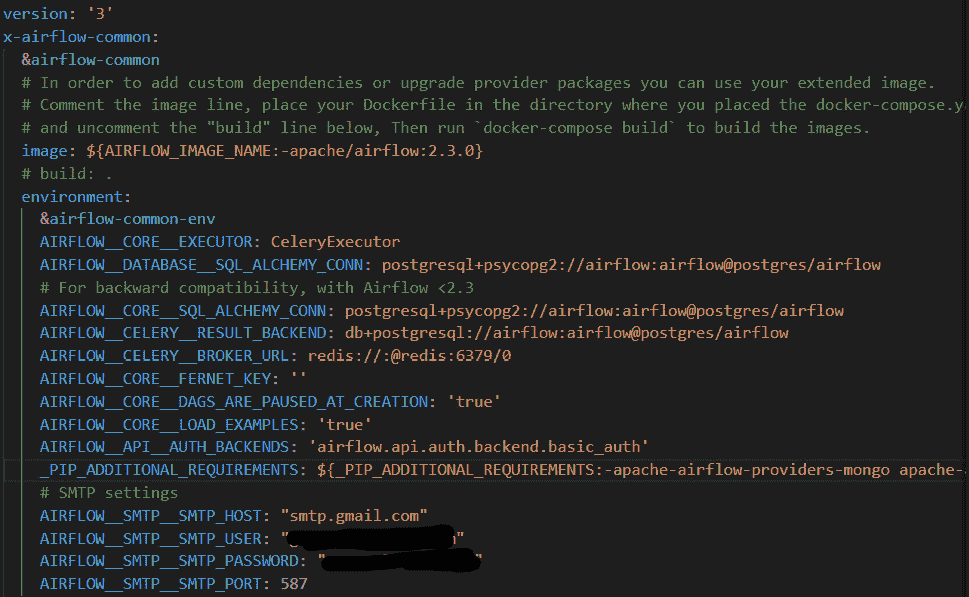 version: '3'
x-airflow-common:
&airflow-common
# In order to add custom dependencies or upgrade provider packages you can use your extended image.
# Comment the image line, place your Dockerfile in the directory where you placed the docker-compose.y
# and uncomment the "build" line below, Then run `docker-compose build` to build the images.
image: ${AIRFLOW_IMAGE_NAME:-apache/airflow:2.3.0}
# build: .
environment:
&airflow-common-env
AIRFLOW__CORE__EXECUTOR: CeleryExecutor
AIRFLOW__DATABASE__SQL_ALCHEMY_CONN: postgresql+psycopg2://airflow:airflow@postgres/airflow
# For backward compatibility, with Airflow <2.3
AIRFLOW__CORE__SQL_ALCHEMY_CONN: postgresql+psycopg2://airflow:airflow@postgres/airflow
AIRFLOW__CELERY__RESULT_BACKEND: db+postgresql://airflow:airflow@postgres/airflow
AIRFLOW__CELERY__BROKER_URL: redis://:@redis:6379/0
AIRFLOW__CORE__FERNET_KEY: ''
AIRFLOW__CORE__DAGS_ARE_PAUSED_AT_CREATION: 'true'
AIRFLOW__CORE__LOAD_EXAMPLES: 'true'
AIRFLOW__API__AUTH_BACKENDS: 'airflow.api.auth.backend.basic_auth'
_PIP_ADDITIONAL_REQUIREMENTS: ${_PIP_ADDITIONAL_REQUIREMENTS:-apache-airflow-providers-mongo apache-
# SMTP settings
AIRFLOW__SMTP__SMTP_HOST: "smtp.gmail.com"
AIRFLOW__SMTP__SMTP_USER: " "
AIRFLOW__SMTP__SMTP_PASSWORD: " "
AIRFLOW__SMTP__SMTP_PORT: 587